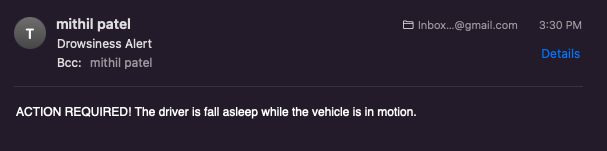 T
mithil patel
Inbox...@gmail.com
3:30 PM
Drowsiness Alert
Details
Bcc: mithil patel
ACTION REQUIRED! The driver is fall asleep while the vehicle is in motion.